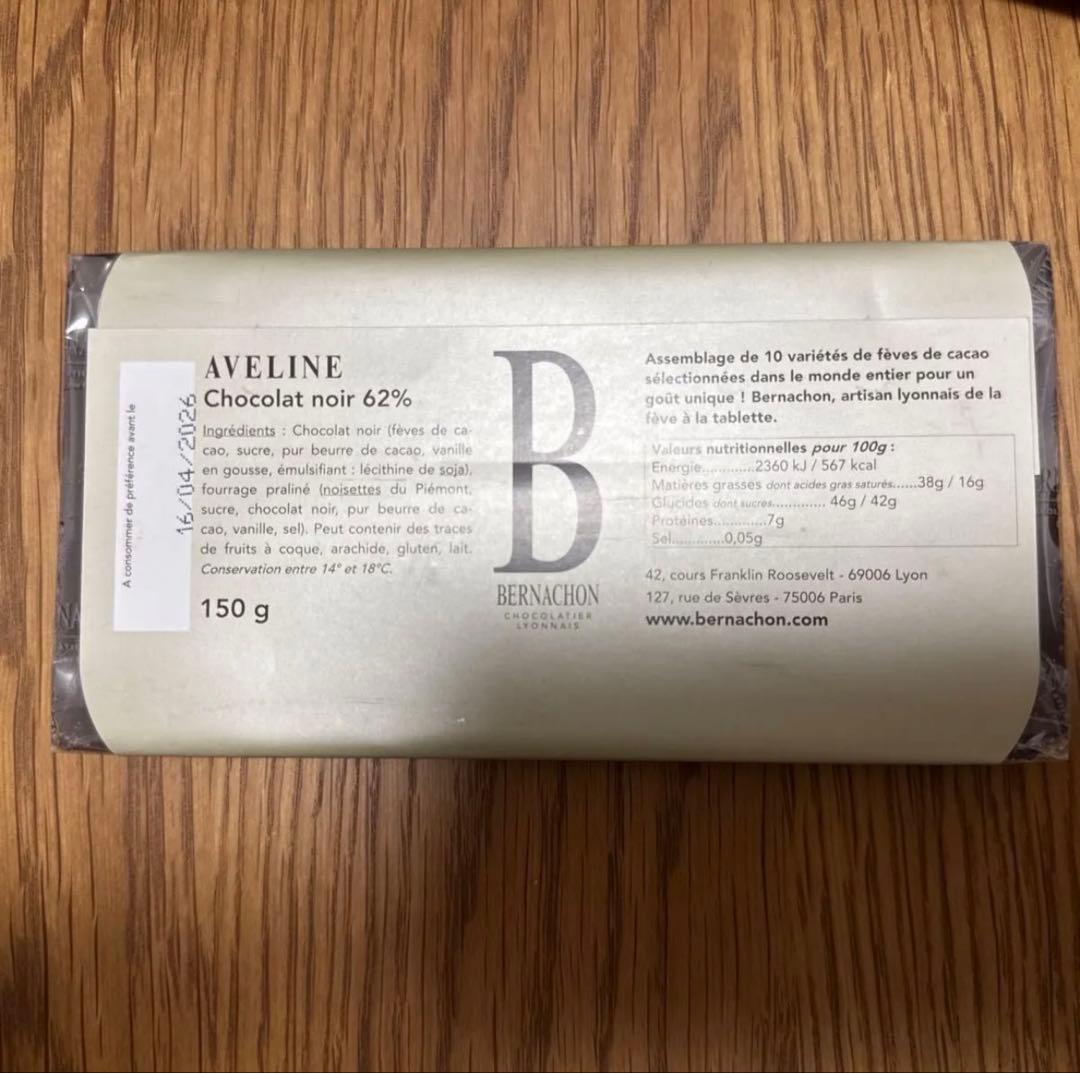 A consommer de préférence avant le
16/04/2026
AVELINE
Chocolat noir 62%
Ingrédients : Chocolat noir (fèves de ca-
cao, sucre, pur beurre de cacao, vanille
en gousse, émulsifiant : lécithine de soja),
fourrage praliné (noisettes du Piémont,
sucre, chocolat noir, pur beurre de ca-
cao, vanille, sel). Peut contenir des traces
de fruits à coque, arachide, gluten, lait.
Conservation entre 14° et 18°C.
150 g
B
BERNACHON
CHOCOLATIER
LYONNAIS
Assemblage de 10 variétés de fèves de cacao
sélectionnées dans le monde entier pour un
goût unique ! Bernachon, artisan lyonnais de la
fève à la tablette.
Valeurs nutritionnelles pour 100g :
Energie............2360 kJ / 567 kcal
Matières grasses dont acides gras saturés......38g / 16g
Glucides dont sucres............. 46g / 42g
Protéines............7g
Sel............0,05g
42, cours Franklin Roosevelt - 69006 Lyon
127, rue de Sèvres - 75006 Paris
www.bernachon.com